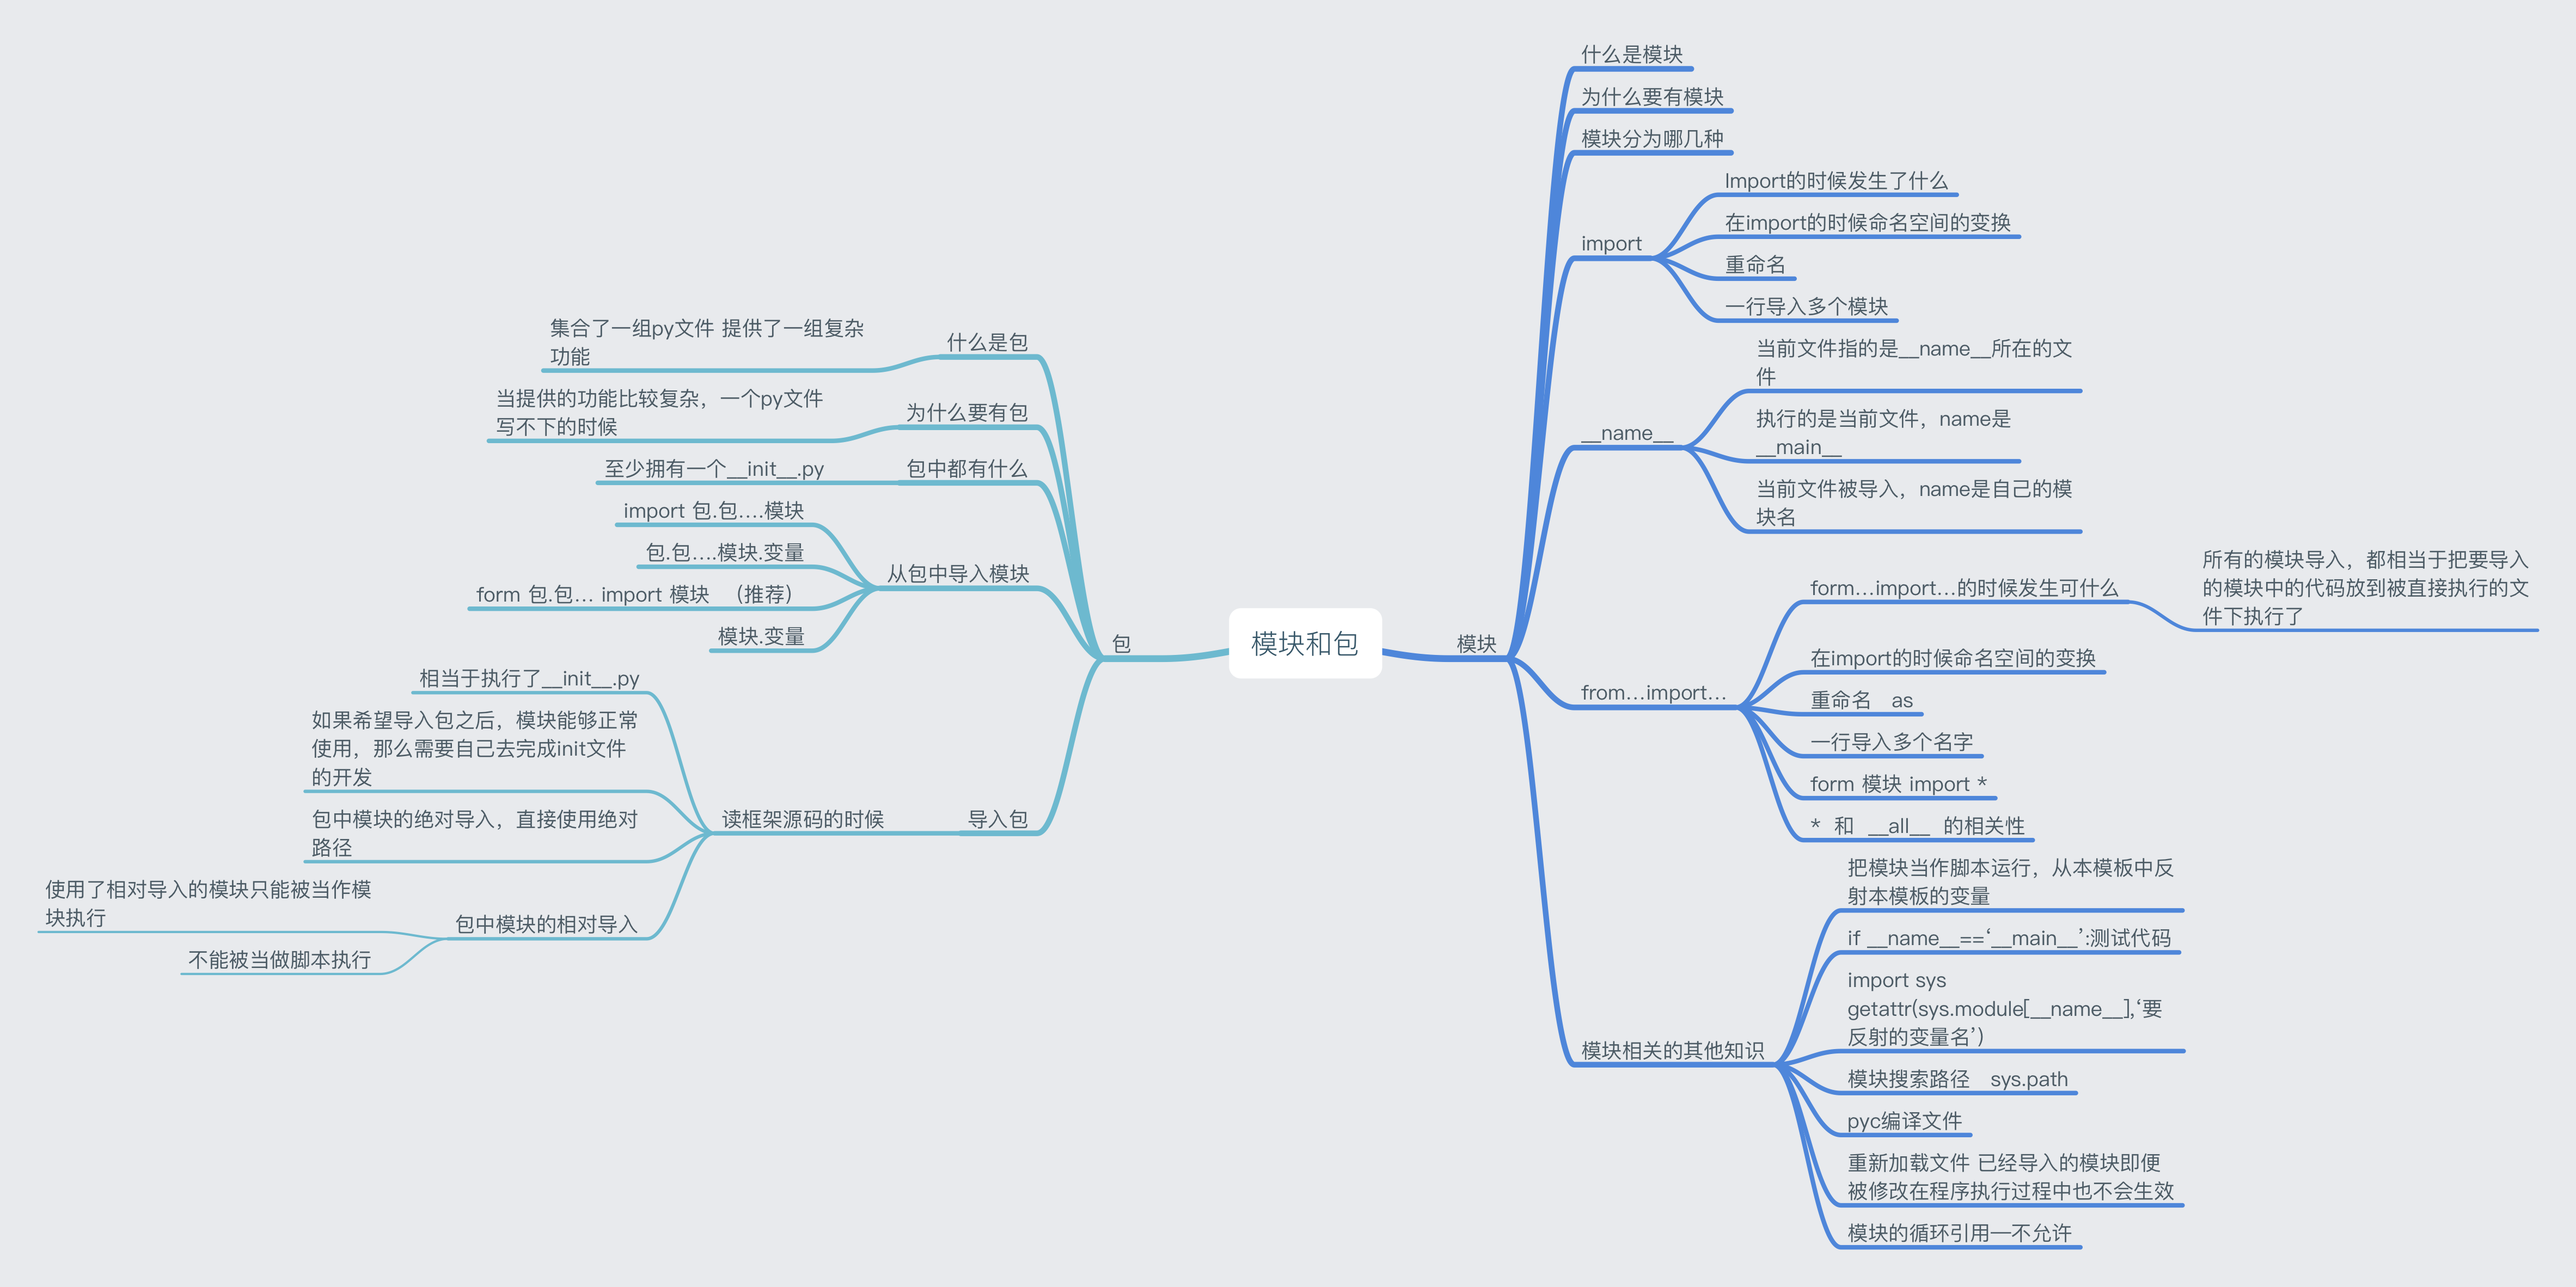 模块和包
模块
什么是模块
为什么要有模块
模块分为哪几种
import
Import的时候发生了什么
在import的时候命名空间的变换
重命名
一行导入多个模块
__name__
当前文件指的是__name__所在的文
件
执行的是当前文件，name是
__main__
当前文件被导入，name是自己的模
块名
from…import…
form…import…的时候发生可什么
所有的模块导入，都相当于把要导入
的模块中的代码放到被直接执行的文
件下执行了
在import的时候命名空间的变换
重命名 as
一行导入多个名字
form 模块 import *
* 和 __all__ 的相关性
模块相关的其他知识
把模块当作脚本运行，从本模板中反
射本模板的变量
if __name__==‘__main__’:测试代码
import sys
getattr(sys.module[__name__],‘要
反射的变量名’)
模块搜索路径 sys.path
pyc编译文件
重新加载文件 已经导入的模块即便
被修改在程序执行过程中也不会生效
模块的循环引用—不允许
包
什么是包
集合了一组py文件 提供了一组复杂
功能
为什么要有包
当提供的功能比较复杂，一个py文件
写不下的时候
包中都有什么
至少拥有一个__init__.py
从包中导入模块
import 包.包….模块
包.包….模块.变量
form 包.包… import 模块 （推荐）
模块.变量
导入包
读框架源码的时候
相当于执行了__init__.py
如果希望导入包之后，模块能够正常
使用，那么需要自己去完成init文件
的开发
包中模块的绝对导入，直接使用绝对
路径
包中模块的相对导入
使用了相对导入的模块只能被当作模
块执行
不能被当做脚本执行